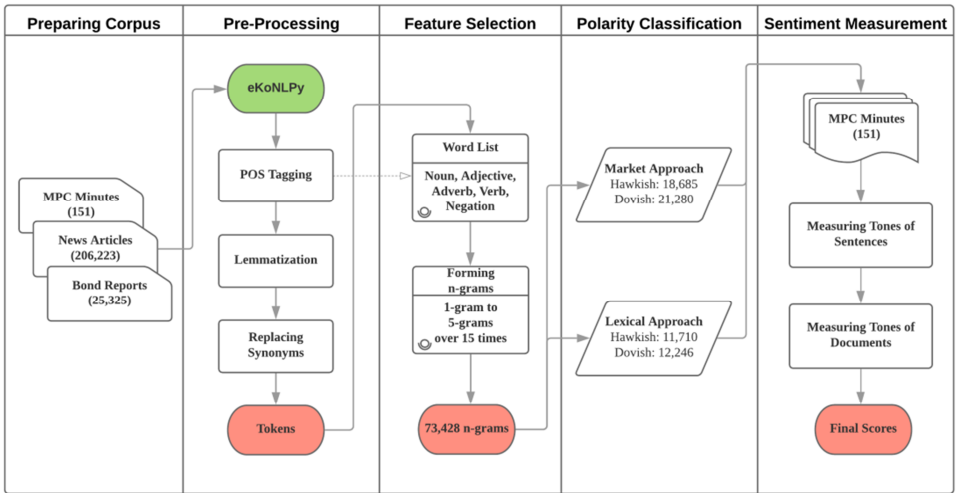 Preparing Corpus
Pre-Processing
Feature Selection
Polarity Classification
Sentiment Measurement
MPC Minutes
(151)
News Articles
(206,223)
Bond Reports
(25,325)
eKoNLPy
POS Tagging
Lemmatization
Replacing
Synonyms
Tokens
Word List
Noun, Adjective,
Adverb, Verb,
Negation
Forming
n-grams
1-gram to
5-grams
over 15 times
73,428 n-grams
Market Approach
Hawkish: 18,685
Dovish: 21,280
Lexical Approach
Hawkish: 11,710
Dovish: 12,246
MPC Minutes
(151)
Measuring Tones of
Sentences
Measuring Tones of
Documents
Final Scores